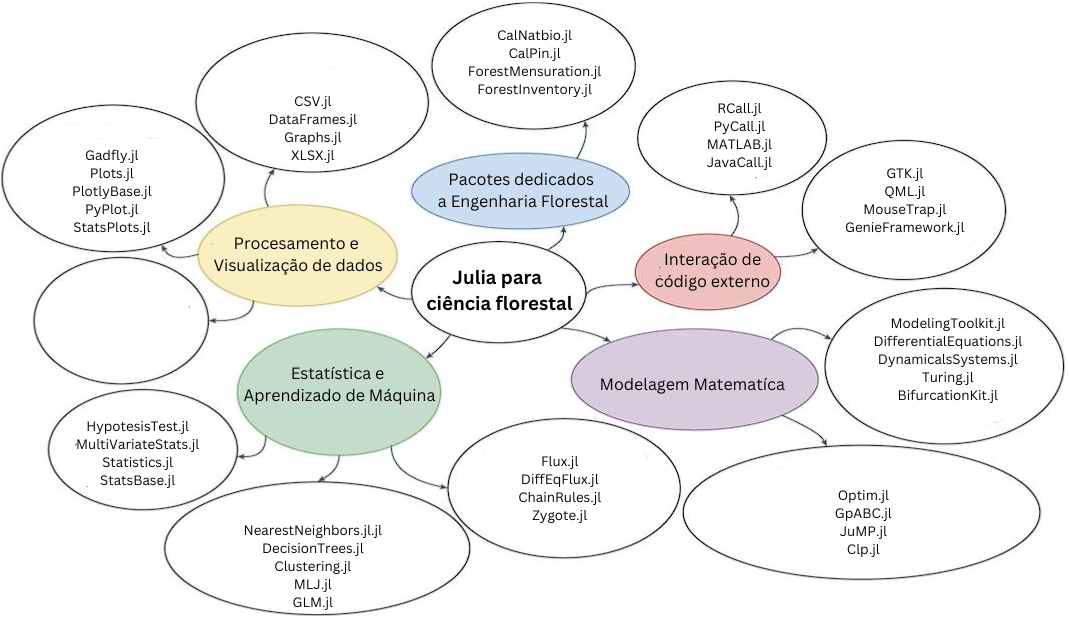 CalNatbio.jl
CalPin.jl
ForestMensuration.jl
ForestInventory.jl
CSV.jl
DataFrames.jl
Graphs.jl
XLSX.jl
RCall.jl
PyCall.jl
MATLAB.jl
JavaCall.jl
Gadfly.jl
Plots.jl
PlotlyBase.jl
PyPlot.jl
StatsPlots.jl
Pacotes dedicados
a Engenharia Florestal
GTK.jl
QML.jl
MouseTrap.jl
GenieFramework.jl
Procesamento e
Visualização de dados
Interação de
código externo
Julia para
ciência florestal
ModelingToolkit.jl
DifferentialEquations.jl
DynamicalsSystems.jl
Turing.jl
BifurcationKit.jl
Estatística e
Aprendizado de Máquina
Modelagem Matematíca
HypotesisTest.jl
MultiVariateStats.jl
Statistics.jl
StatsBase.jl
Flux.jl
DiffEqFlux.jl
ChainRules.jl
Zygote.jl
Optim.jl
GpABC.jl
JuMP.jl
Clp.jl
NearestNeighbors.jl.jl
DecisionTrees.jl
Clustering.jl
MLJ.jl
GLM.jl